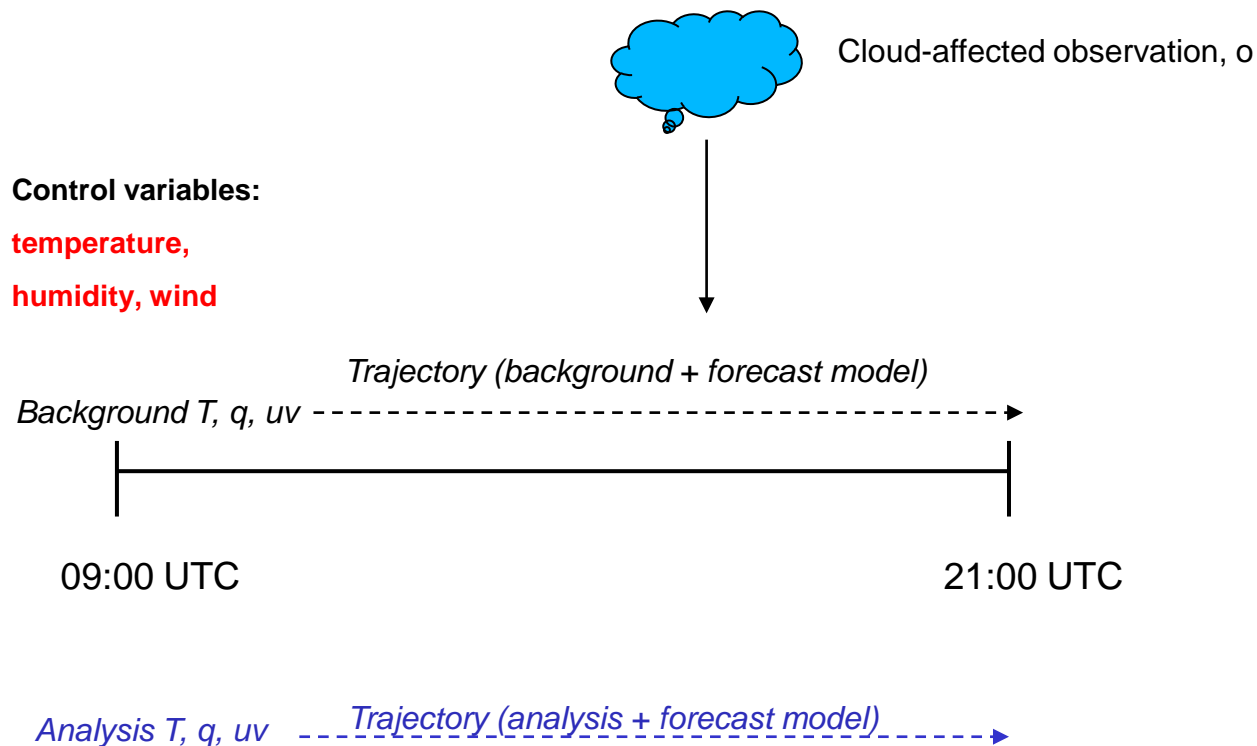 Cloud-affected observation, o
Control variables:
temperature,
humidity, wind
Trajectory (background + forecast model)
Background T, q, uv
09:00 UTC
21:00 UTC
Trajectory (analysis + forecast model)
Analysis T, q, uv